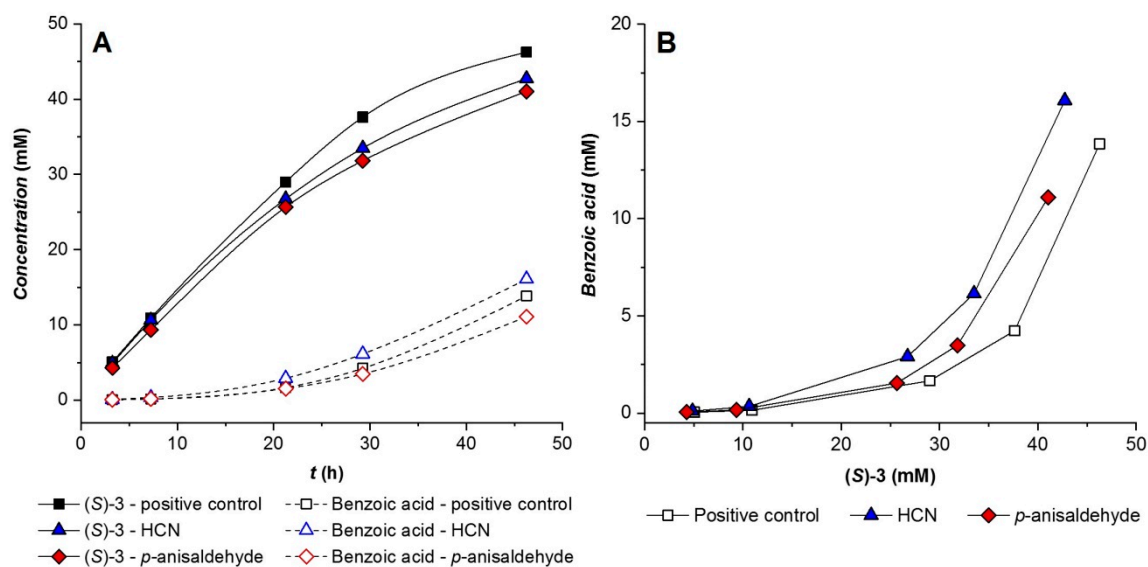 A
Concentration (mM)
50
40
30
20
10
0
0 10 20 30 40 50
t (h)
(S)-3 - positive control
(S)-3 - HCN
(S)-3 - p-anisaldehyde
Benzoic acid - positive control
Benzoic acid - HCN
Benzoic acid - p-anisaldehyde
B
Benzoic acid (mM)
20
15
10
5
0
0 10 20 30 40 50
(S)-3 (mM)
Positive control HCN p-anisaldehyde